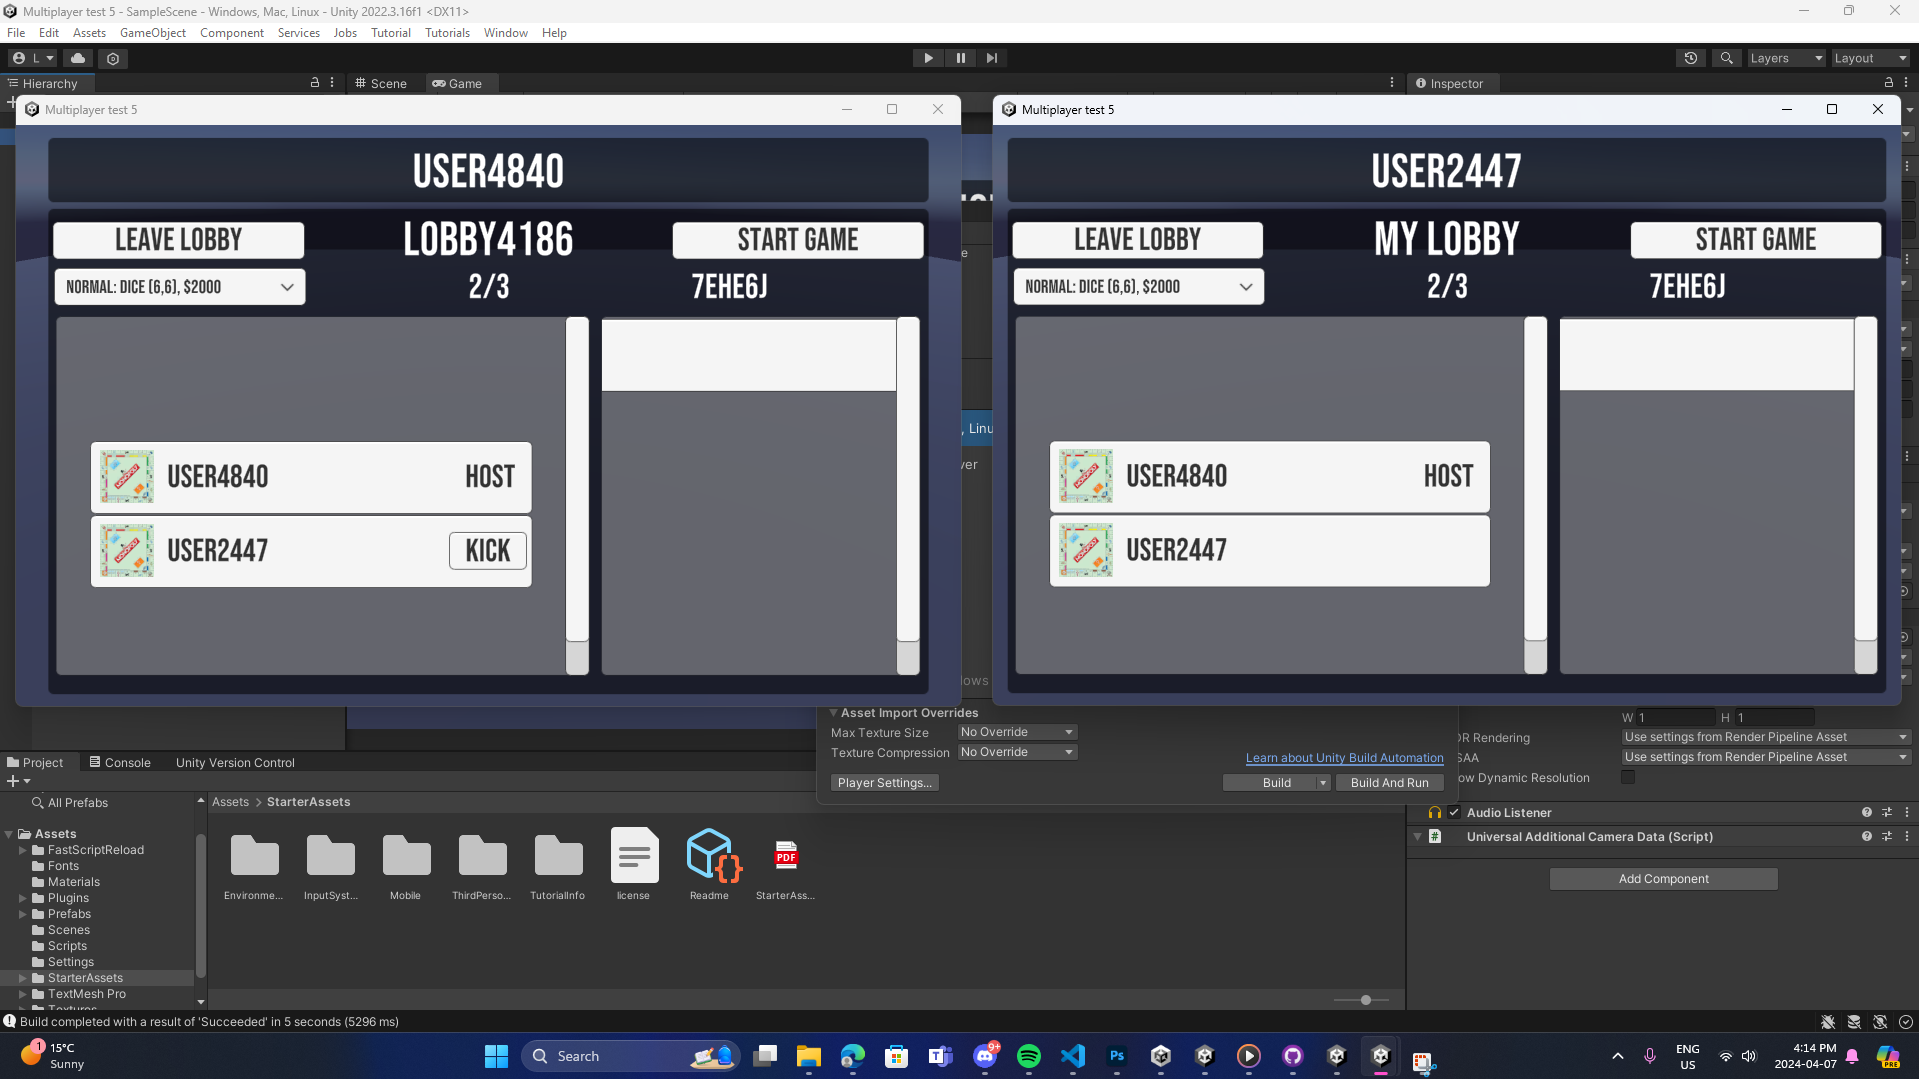 Multiplayer test 5 - SampleScene - Windows, Mac, Linux - Unity 2022.3.16f1 <DX11>
File Edit Assets GameObject Component Services Jobs Tutorial Tutorials Window Help
L
Layers
Layout
Hierarchy
Scene
Game
Inspector
Multiplayer test 5
USER4840
LEAVE LOBBY
LOBBY4186
START GAME
NORMAL: DICE (6,6), $2000
2/3
7EHE6J
USER4840 HOST
USER2447 KICK
Multiplayer test 5
USER2447
LEAVE LOBBY
MY LOBBY
START GAME
NORMAL: DICE (6,6), $2000
2/3
7EHE6J
USER4840 HOST
USER2447
, Linu
Asset Import Overrides
Max Texture Size No Override
Texture Compression No Override
Learn about Unity Build Automation
Player Settings...
Build
Build And Run
W 1 H 1
Rendering Use settings from Render Pipeline Asset
Use settings from Render Pipeline Asset
Dynamic Resolution
Audio Listener
Universal Additional Camera Data (Script)
Add Component
Project
Console
Unity Version Control
All Prefabs
Assets
FastScriptReload
Fonts
Materials
Plugins
Prefabs
Scenes
Scripts
Settings
StarterAssets
TextMesh Pro
Assets > StarterAssets
Environme...
InputSyst...
Mobile
ThirdPerso...
TutorialInfo
license
Readme
PDF
StarterAss...
Build completed with a result of 'Succeeded' in 5 seconds (5296 ms)
1
15°C
Sunny
Search
9+
Ps
ENG
US
4:14 PM
2024-04-07
PRE